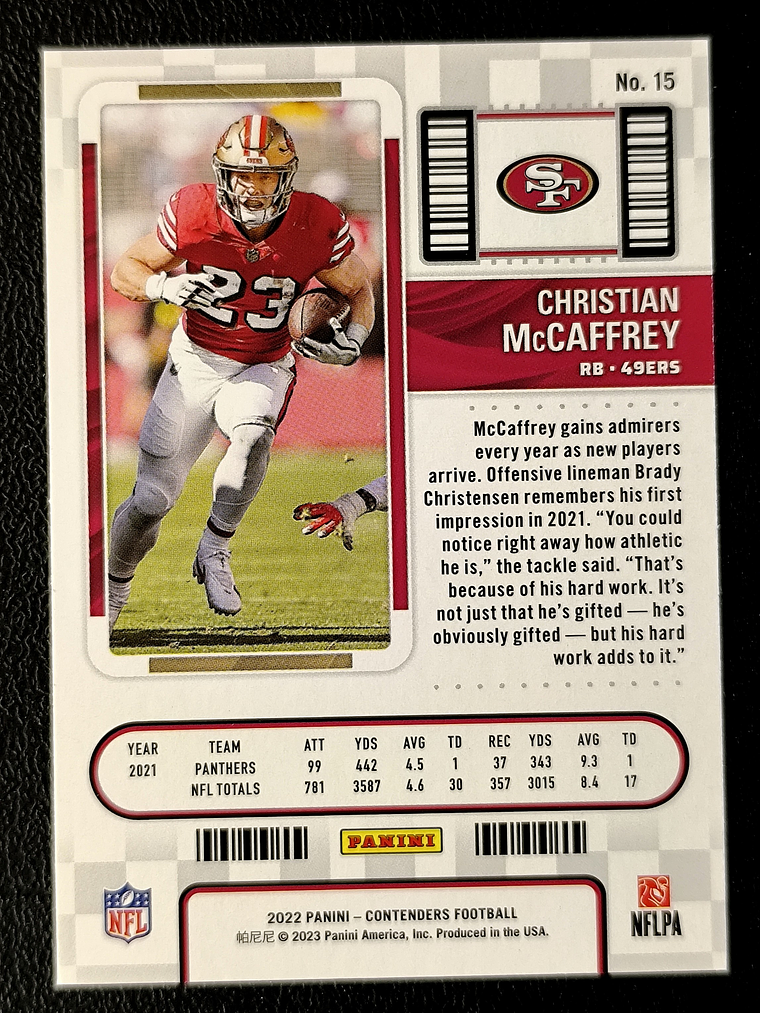 No. 15
SF
49ERS
23
23
CHRISTIAN
McCAFFREY
RB • 49ERS
McCaffrey gains admirers
every year as new players
arrive. Offensive lineman Brady
Christensen remembers his first
impression in 2021. “You could
notice right away how athletic
he is,” the tackle said. “That’s
because of his hard work. It’s
not just that he’s gifted — he’s
obviously gifted — but his hard
work adds to it.”
YEAR TEAM ATT YDS AVG TD REC YDS AVG TD
2021 PANTHERS 99 442 4.5 1 37 343 9.3 1
NFL TOTALS 781 3587 4.6 30 357 3015 8.4 17
PANINI
NFL
2022 PANINI – CONTENDERS FOOTBALL
帕尼尼 © 2023 Panini America, Inc. Produced in the USA.
NFLPA